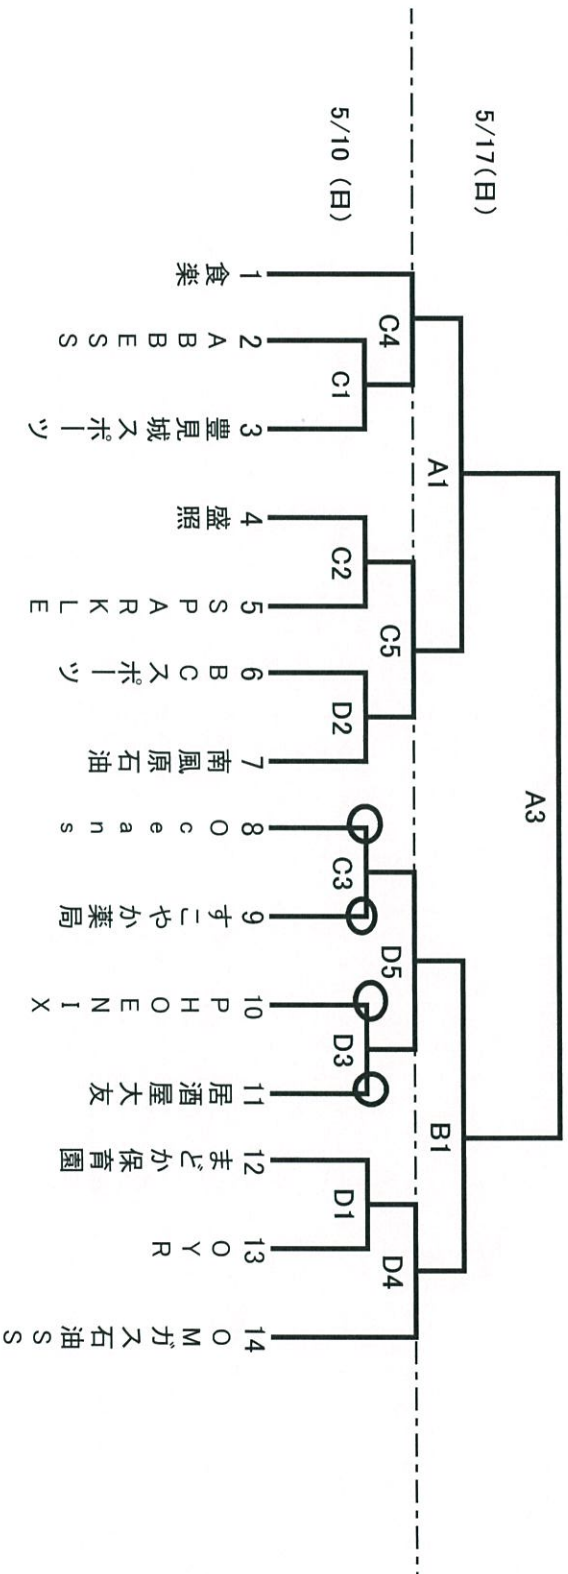 5/17(日)
5/10 (日)
A3
A1
B1
C4
C5
D5
D4
C1
C2
D2
C3
D3
D1
1 食楽
2 ABBESS
3 豊見城スポーツ
4 盛照
5 SPARKLE
6 BCスポーツ
7 南風原石油
8 Oceans
9 すこやか薬局
10 PHOENIX
11 居酒屋大友
12 まどか保育園
13 OYR
14 OMガス石油SS